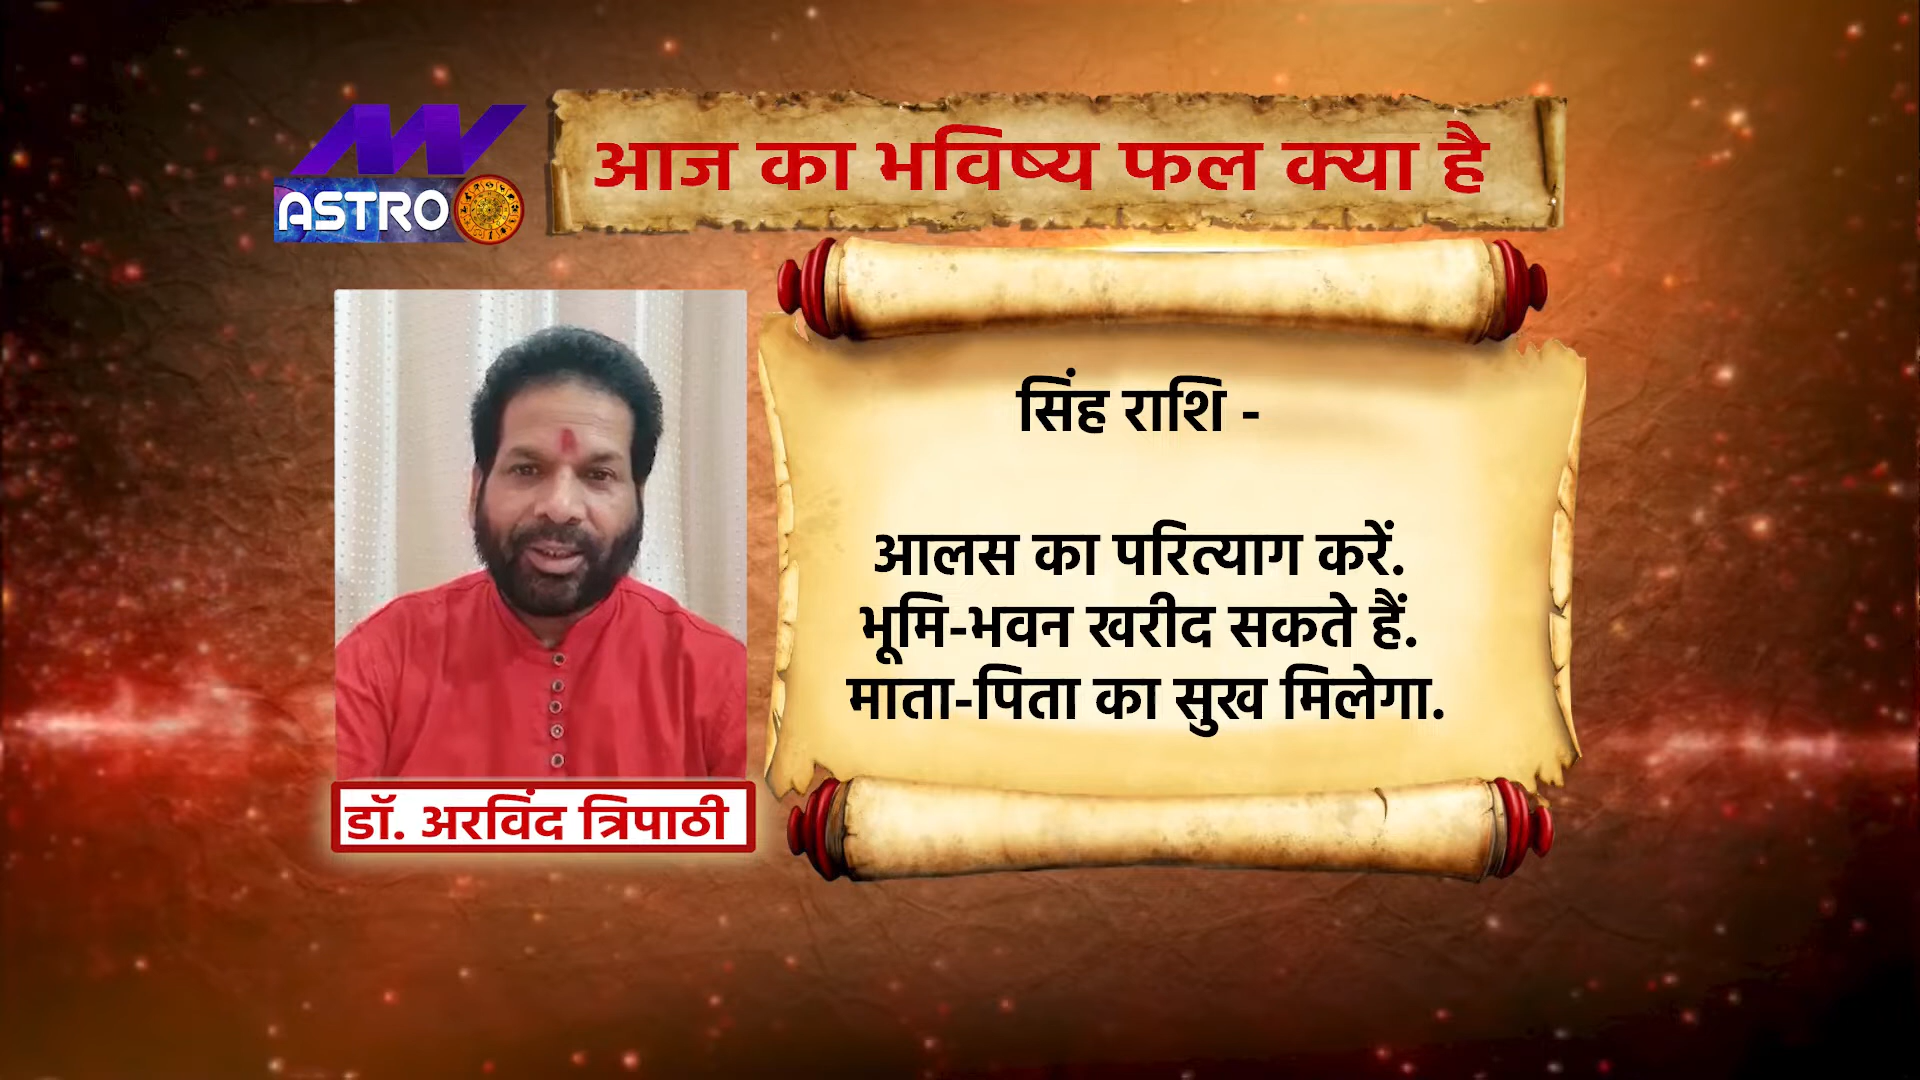 ASTRO
आज का भविष्य फल क्या है
सिंह राशि -
आलस का परित्याग करें.
भूमि-भवन खरीद सकते हैं.
माता-पिता का सुख मिलेगा.
डॉ. अरविंद त्रिपाठी